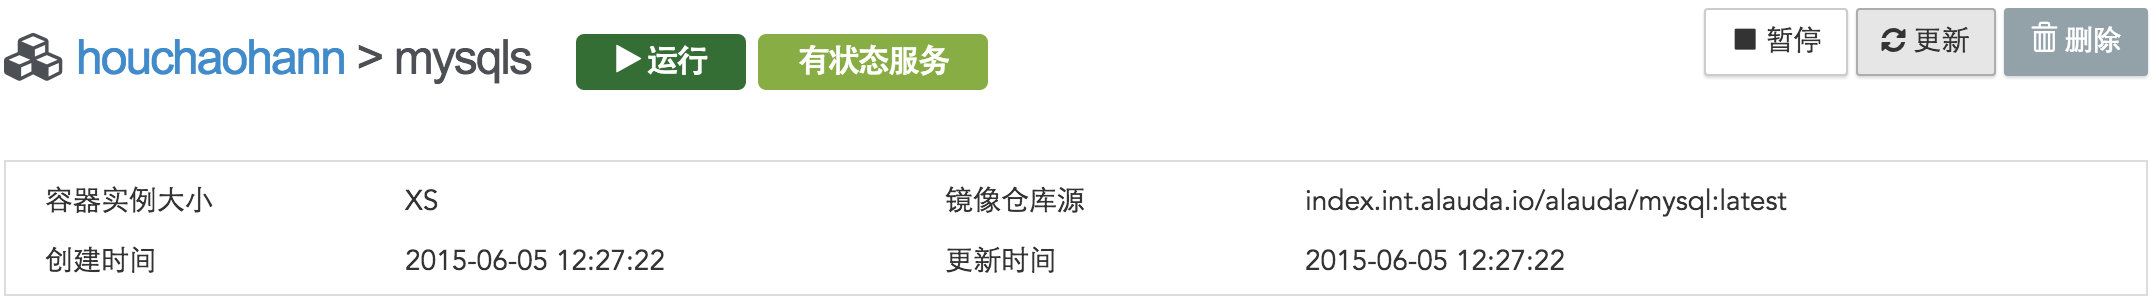 houchaohann > mysqls 运行 有状态服务 暂停 更新 删除
容器实例大小 XS 镜像仓库源 index.int.alauda.io/alauda/mysql:latest
创建时间 2015-06-05 12:27:22 更新时间 2015-06-05 12:27:22